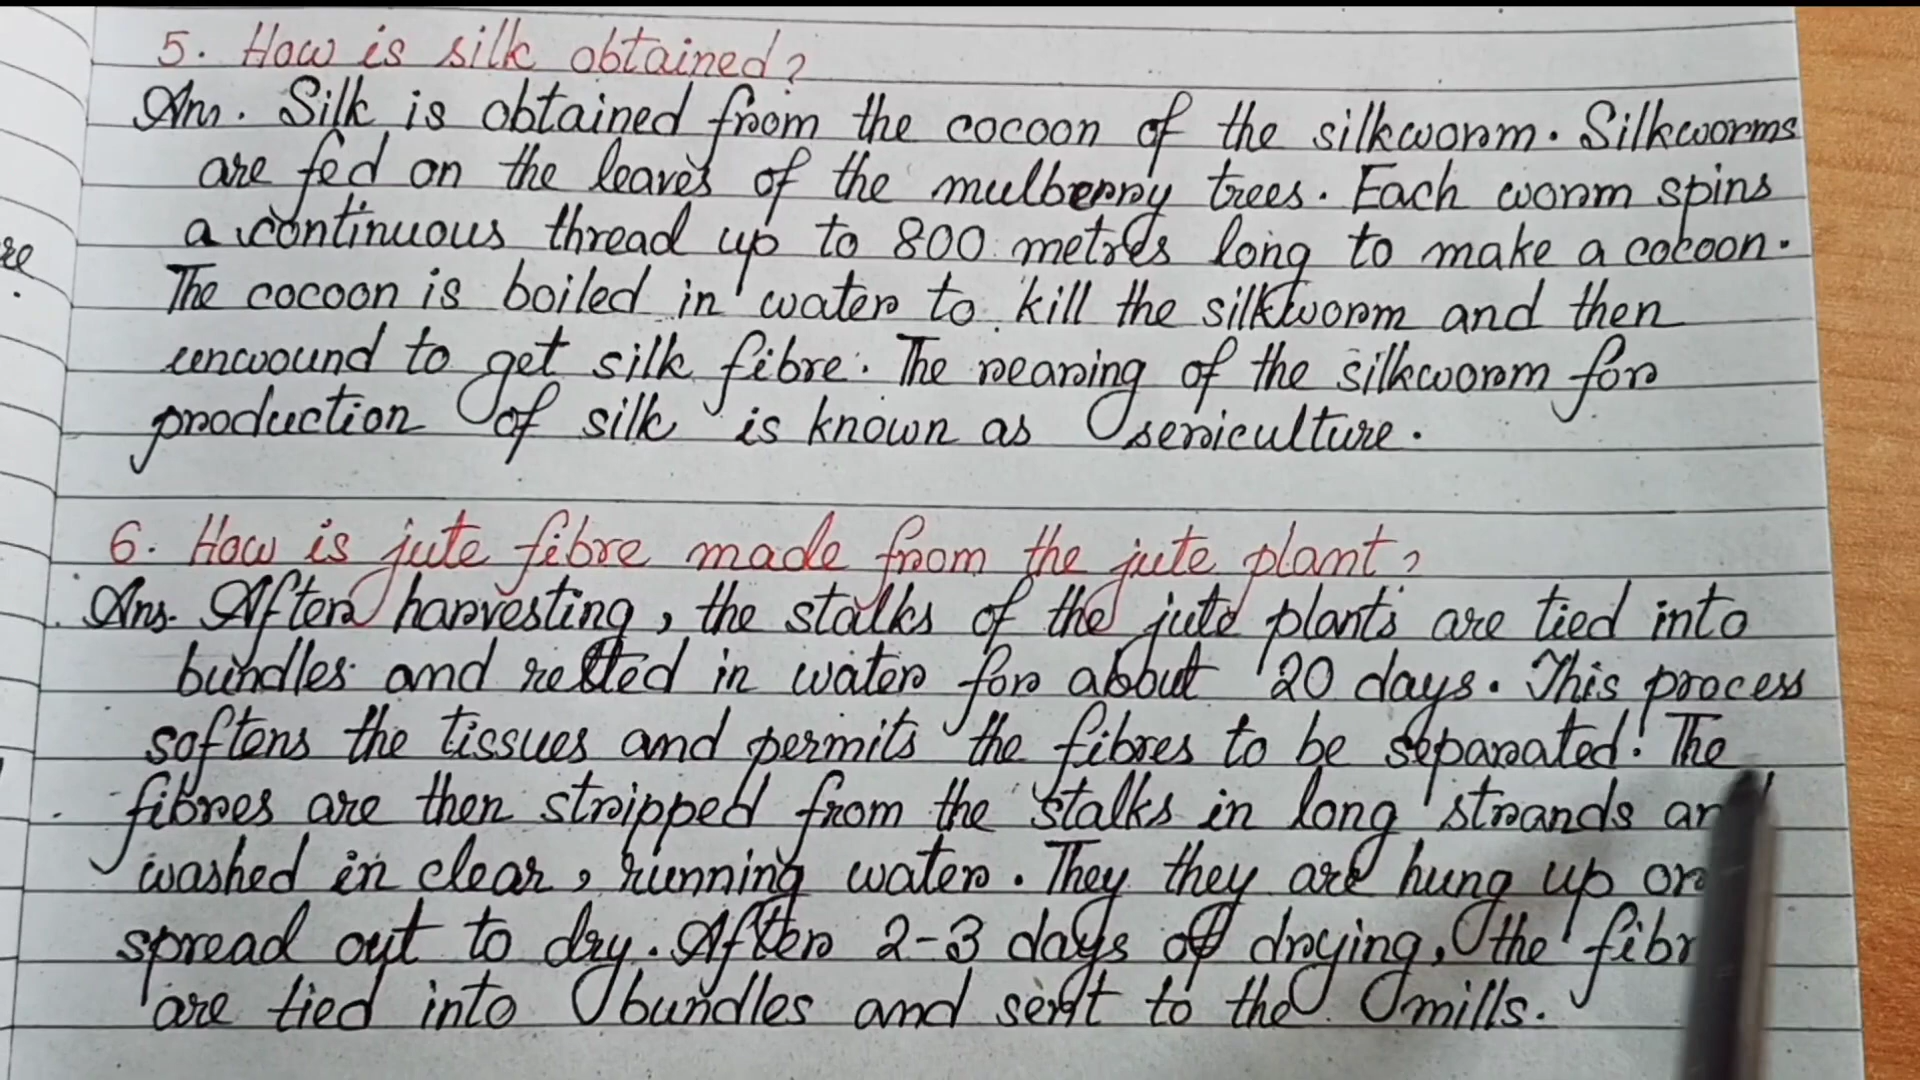 5. How is silk obtained?
Ans. Silk is obtained from the cocoon of the silkworm. Silkworms
are fed on the leaves of the mulberry trees. Each worm spins
a continuous thread up to 800 metres long to make a cocoon.
The cocoon is boiled in water to kill the silkworm and then
unwound to get silk fibre. The rearing of the silkworm for
production of silk is known as sericulture.
6. How is jute fibre made from the jute plant?
Ans. After harvesting, the stalks of the jute plants are tied into
bundles and retted in water for about 20 days. This process
softens the tissues and permits the fibres to be separated. The
fibres are then stripped from the stalks in long strands
washed in clear, running water. They they are hung up or
spread out to dry. After 2-3 days of drying, the
are tied into bundles and sent to the mills.